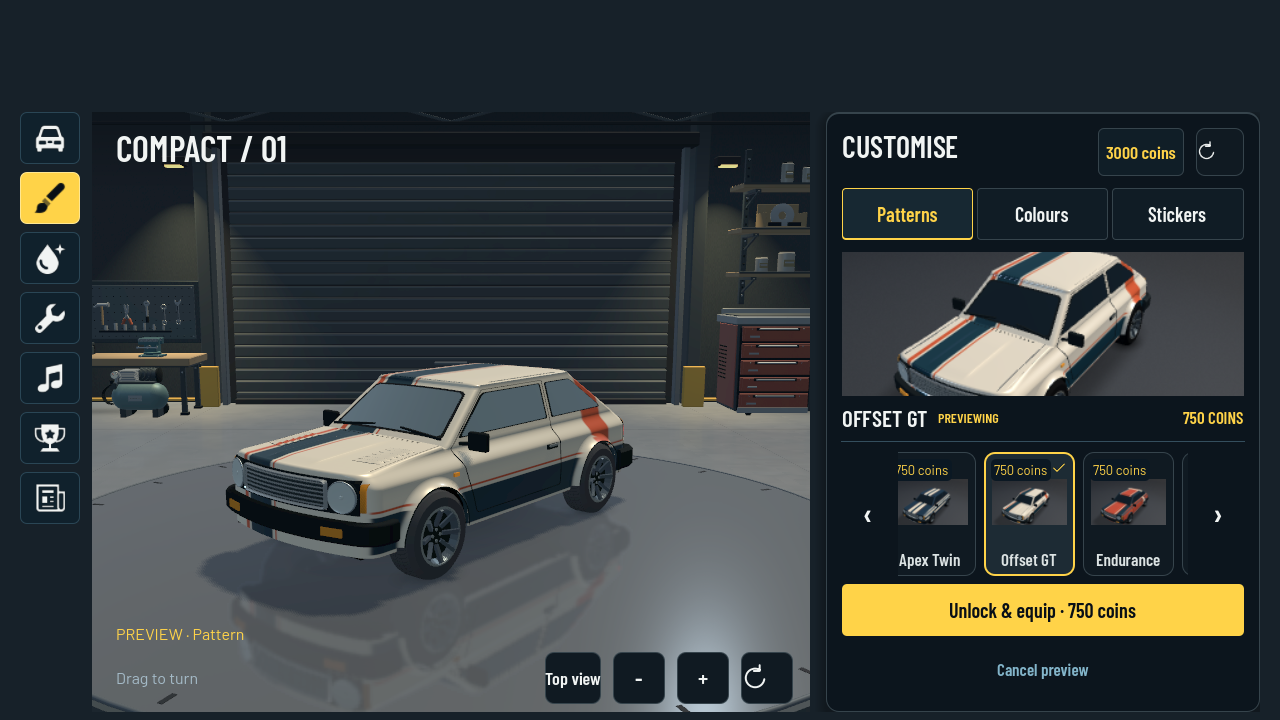 COMPACT / 01
CUSTOMISE
3000 coins
Patterns
Colours
Stickers
OFFSET GT
PREVIEWING
750 COINS
750 coins
750 coins
750 coins
Apex Twin
Offset GT
Endurance
Unlock & equip · 750 coins
Cancel preview
PREVIEW · Pattern
Drag to turn
Top view
-
+